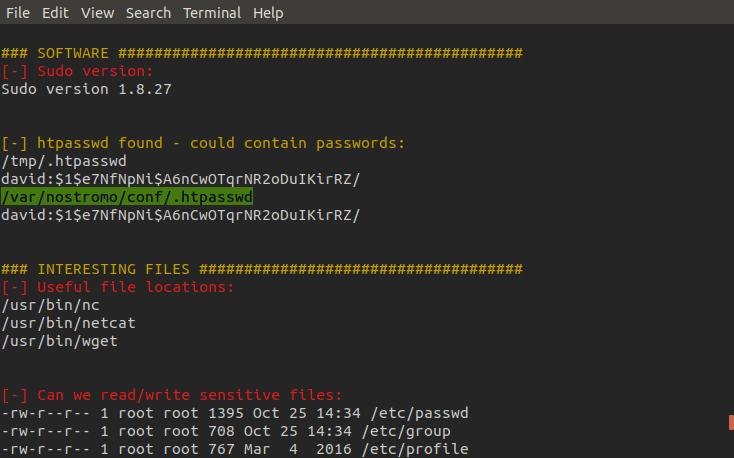 File Edit View Search Terminal Help
### SOFTWARE #############################################
[-] Sudo version:
Sudo version 1.8.27
[-] htpasswd found - could contain passwords:
/tmp/.htpasswd
david:$1$e7NfNpNi$A6nCwOTqrNR2oDuIKirRZ/
/var/nostromo/conf/.htpasswd
david:$1$e7NfNpNi$A6nCwOTqrNR2oDuIKirRZ/
### INTERESTING FILES ####################################
[-] Useful file locations:
/usr/bin/nc
/usr/bin/netcat
/usr/bin/wget
[-] Can we read/write sensitive files:
-rw-r--r-- 1 root root 1395 Oct 25 14:34 /etc/passwd
-rw-r--r-- 1 root root 708 Oct 25 14:34 /etc/group
-rw-r--r-- 1 root root 767 Mar  4  2016 /etc/profile